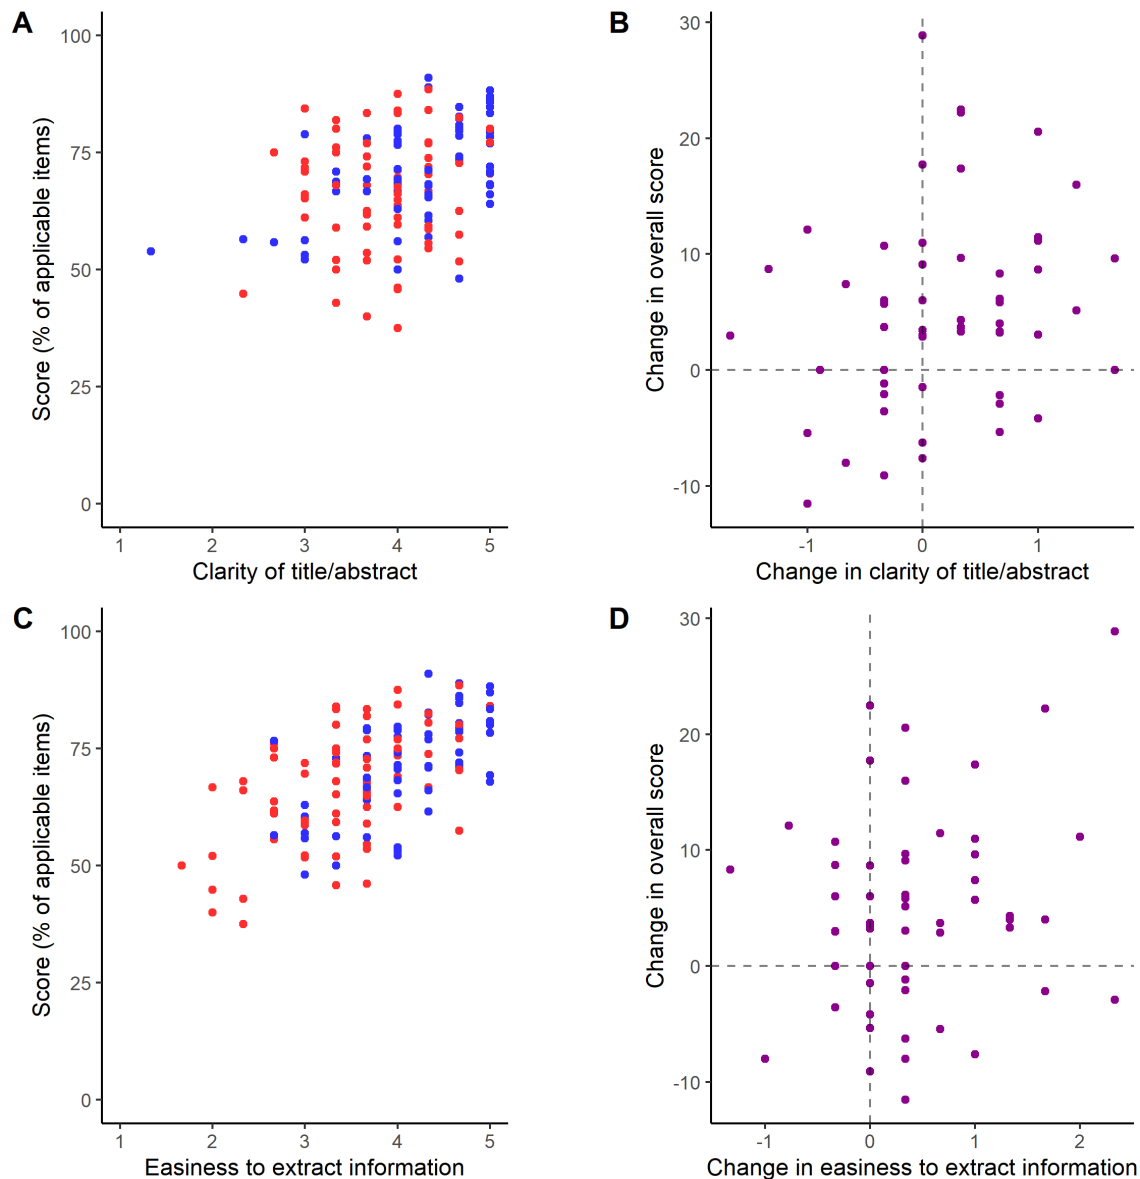 A
100
75
50
25
0
1 2 3 4 5
Clarity of title/abstract
Score (% of applicable items)
B
30
20
10
0
-10
-1 0 1
Change in clarity of title/abstract
Change in overall score
C
100
75
50
25
0
1 2 3 4 5
Easiness to extract information
Score (% of applicable items)
D
30
20
10
0
-10
-1 0 1 2
Change in easiness to extract information
Change in overall score